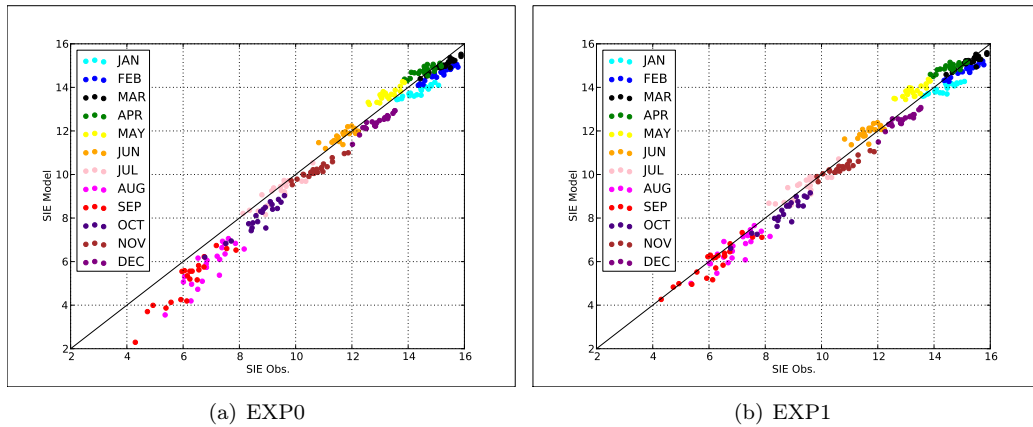 16
14
12
10
8
6
4
2
SIE Model
JAN
FEB
MAR
APR
MAY
JUN
JUL
AUG
SEP
OCT
NOV
DEC
2 4 6 8 10 12 14 16
SIE Obs.
(a) EXP0
16
14
12
10
8
6
4
2
SIE Model
JAN
FEB
MAR
APR
MAY
JUN
JUL
AUG
SEP
OCT
NOV
DEC
2 4 6 8 10 12 14 16
SIE Obs.
(b) EXP1